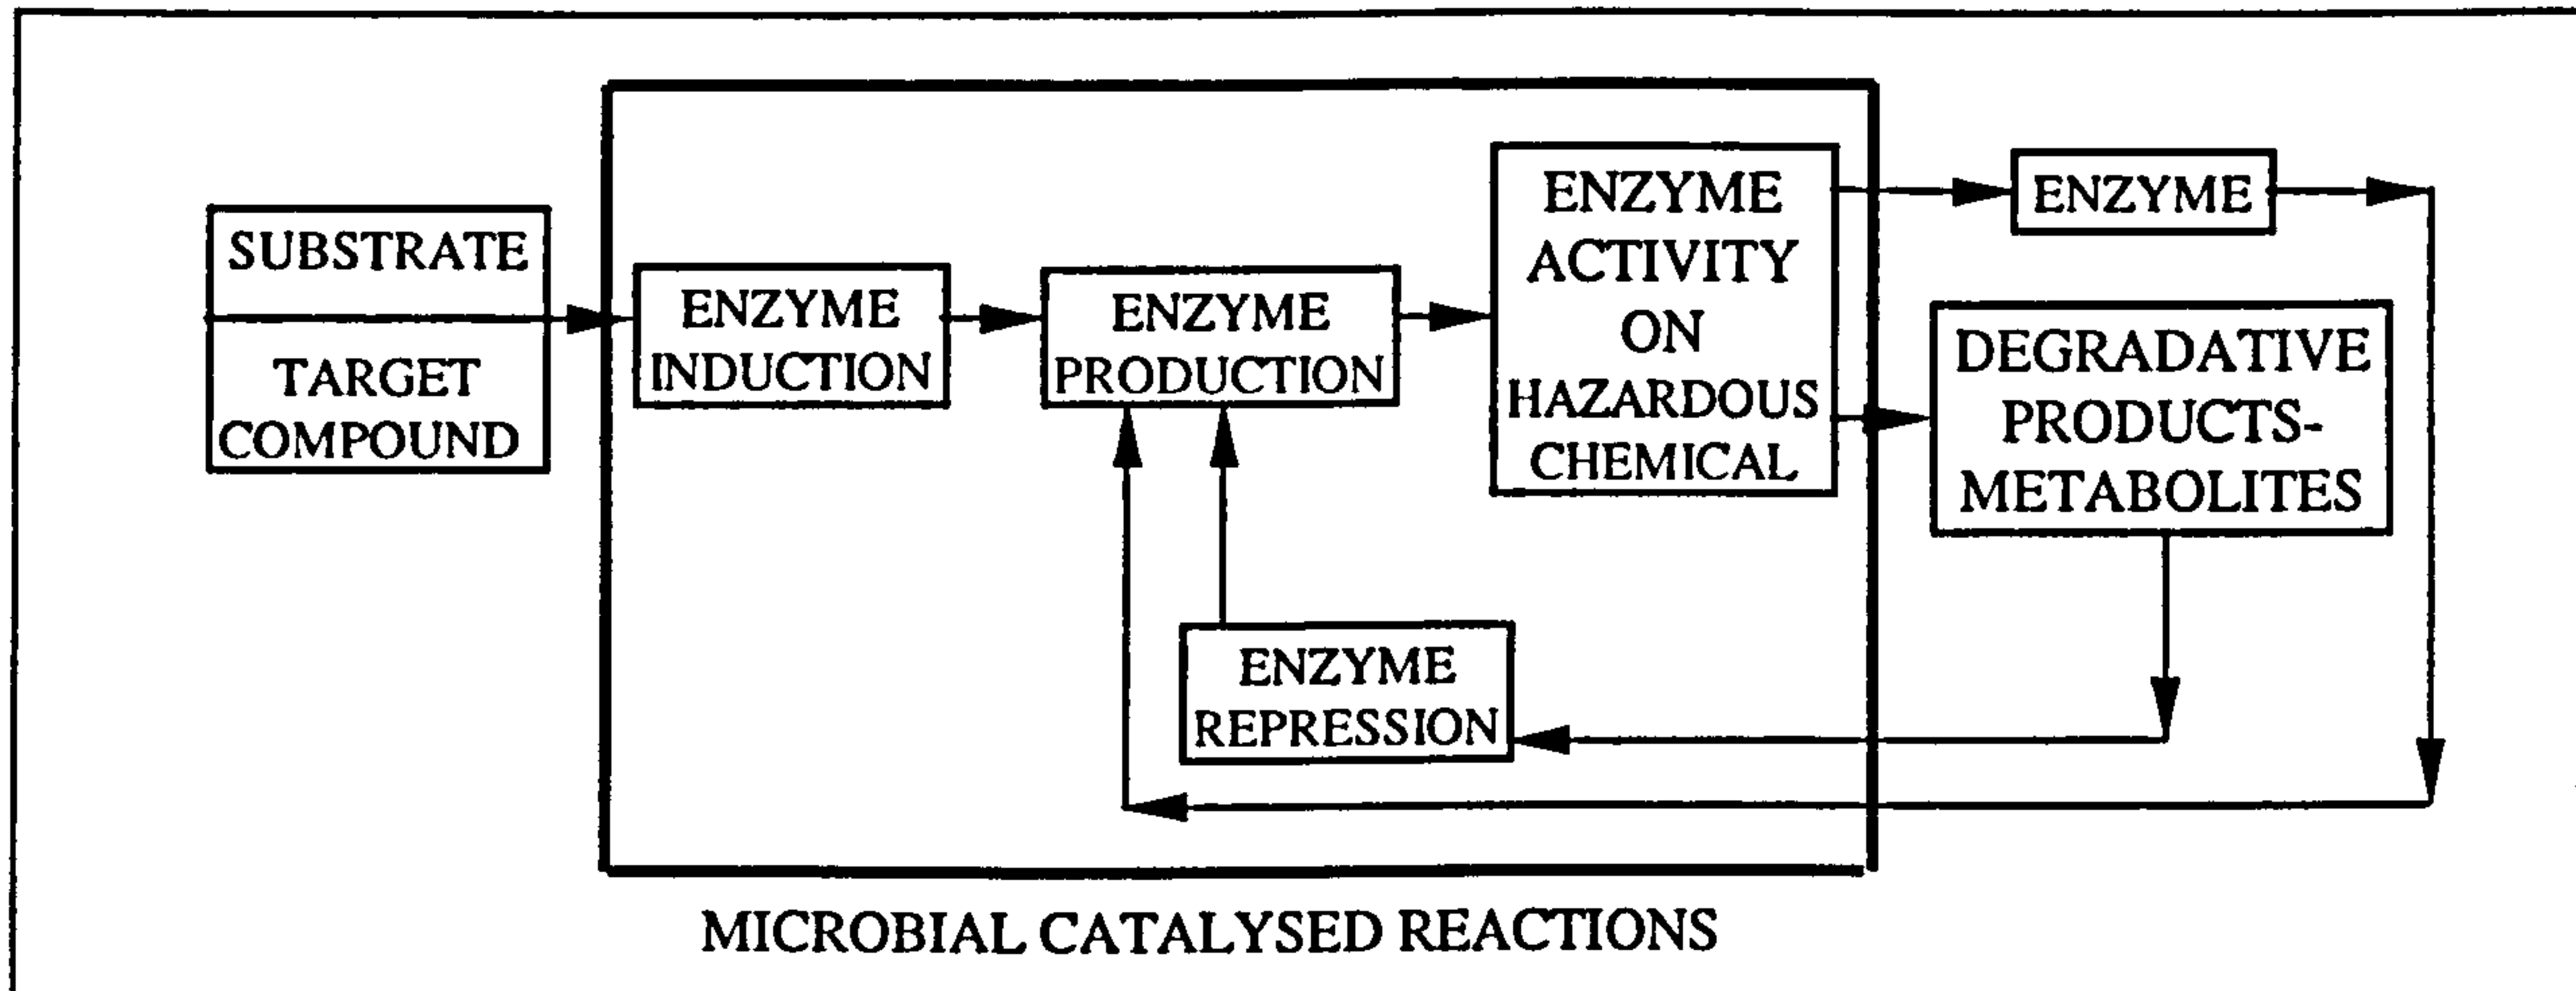 SUBSTRATE
TARGET
COMPOUND
ENZYME
INDUCTION
ENZYME
PRODUCTION
ENZYME
ACTIVITY
ON
HAZARDOUS
CHEMICAL
ENZYME
DEGRADATIVE
PRODUCTS-
METABOLITES
ENZYME
REPRESSION
MICROBIAL CATALYSED REACTIONS